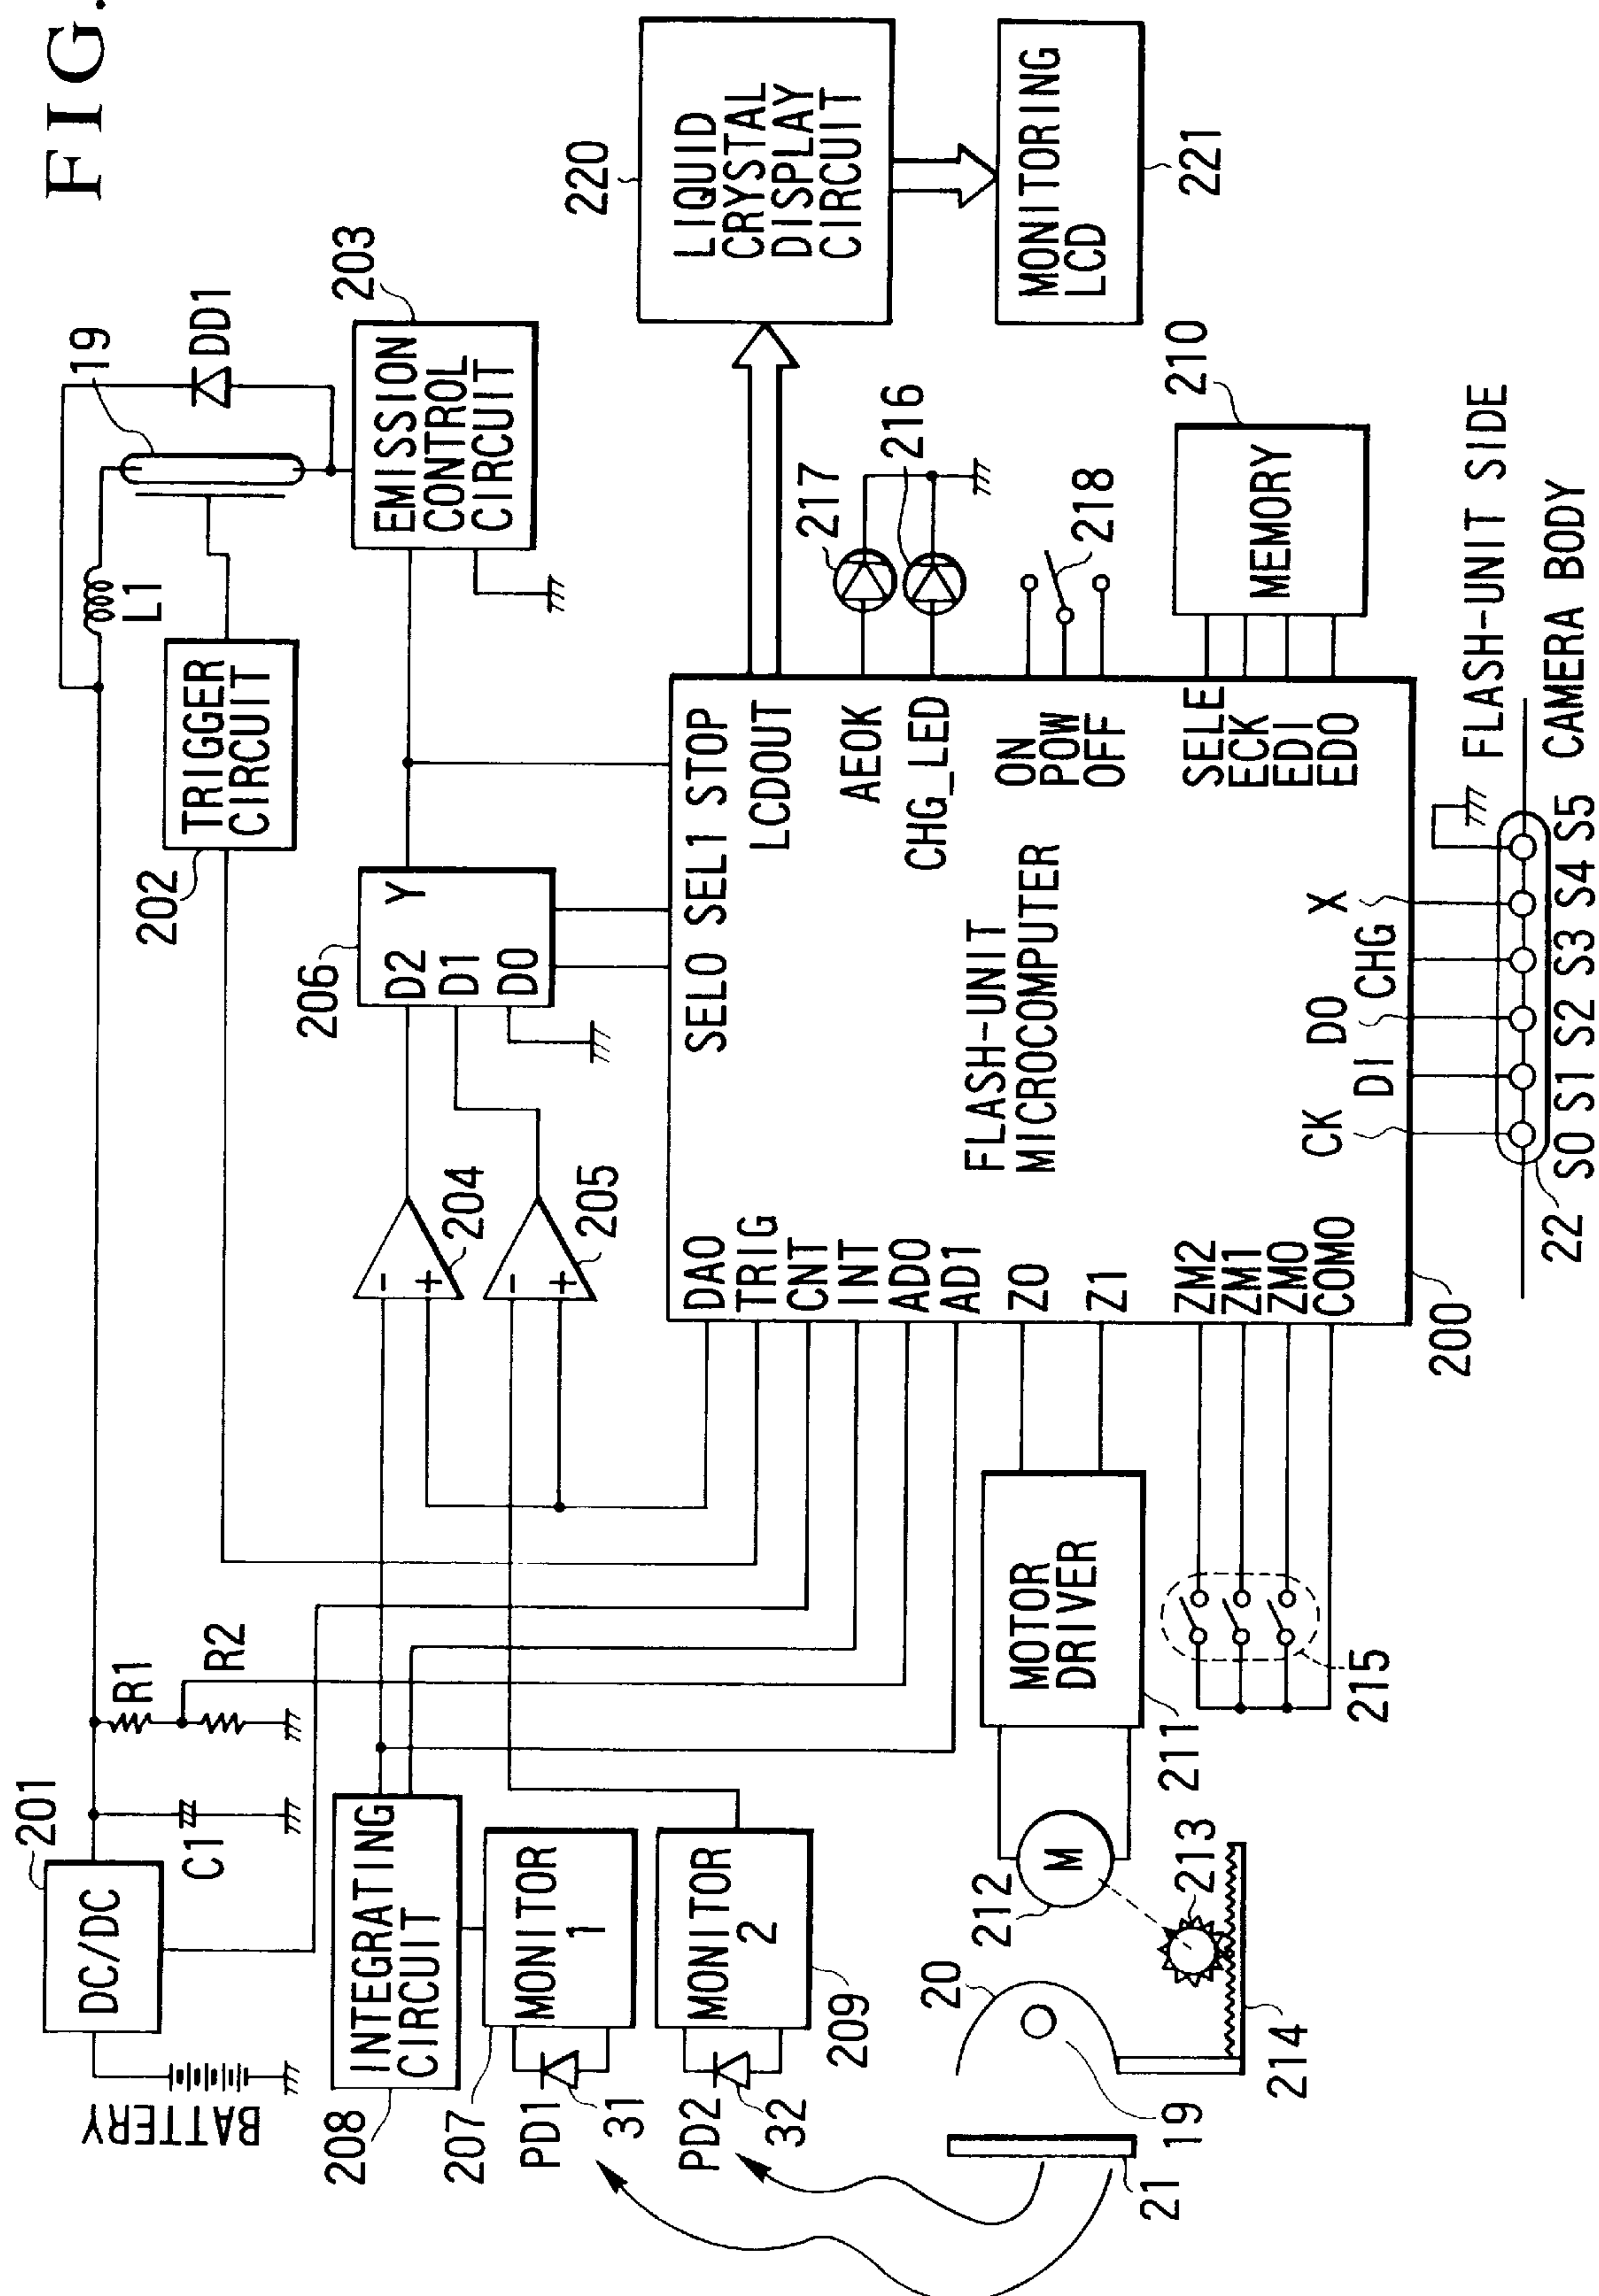 FIG.
201
DC/DC
BATTERY
C1
R1
R2
L1
19
DD1
202
TRIGGER
CIRCUIT
203
EMISSION
CONTROL
CIRCUIT
206
D2
D1
D0
Y
204
-
+
205
-
+
208
INTEGRATING
CIRCUIT
207
MONITOR
1
PD1
31
MONITOR
2
209
PD2
32
220
LIQUID
CRYSTAL
DISPLAY
CIRCUIT
MONITORING
LCD
221
SEL0
SEL1
STOP
LCDOUT
AEOK
CHG_LED
ON
POW
OFF
SELE
ECK
EDI
EDO
DAO
TRIG
CNT
INT
AD0
AD1
Z0
Z1
ZM2
ZM1
ZM0
COM0
FLASH-UNIT
MICROCOMPUTER
CK
DI
DO
CHG
X
200
217
216
218
210
MEMORY
MOTOR
DRIVER
211
212
M
213
214
215
20
19
21
22
S0 S1 S2 S3 S4 S5
FLASH-UNIT SIDE
CAMERA BODY